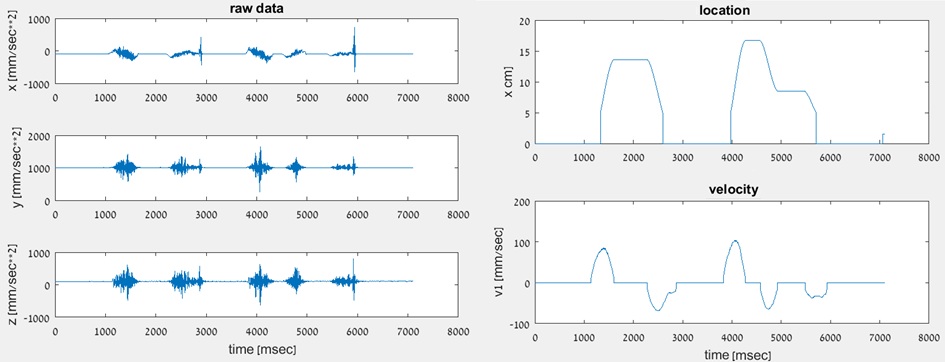 raw data
x [mm/sec**2]
1000
0
-1000
0 1000 2000 3000 4000 5000 6000 7000 8000
y [mm/sec**2]
2000
1000
0
0 1000 2000 3000 4000 5000 6000 7000 8000
z [mm/sec**2]
1000
0
-1000
0 1000 2000 3000 4000 5000 6000 7000 8000
time [msec]
location
x cm]
15
10
5
0
0 1000 2000 3000 4000 5000 6000 7000 8000
velocity
v1 [mm/sec]
200
100
0
-100
0 1000 2000 3000 4000 5000 6000 7000 8000
time [msec]